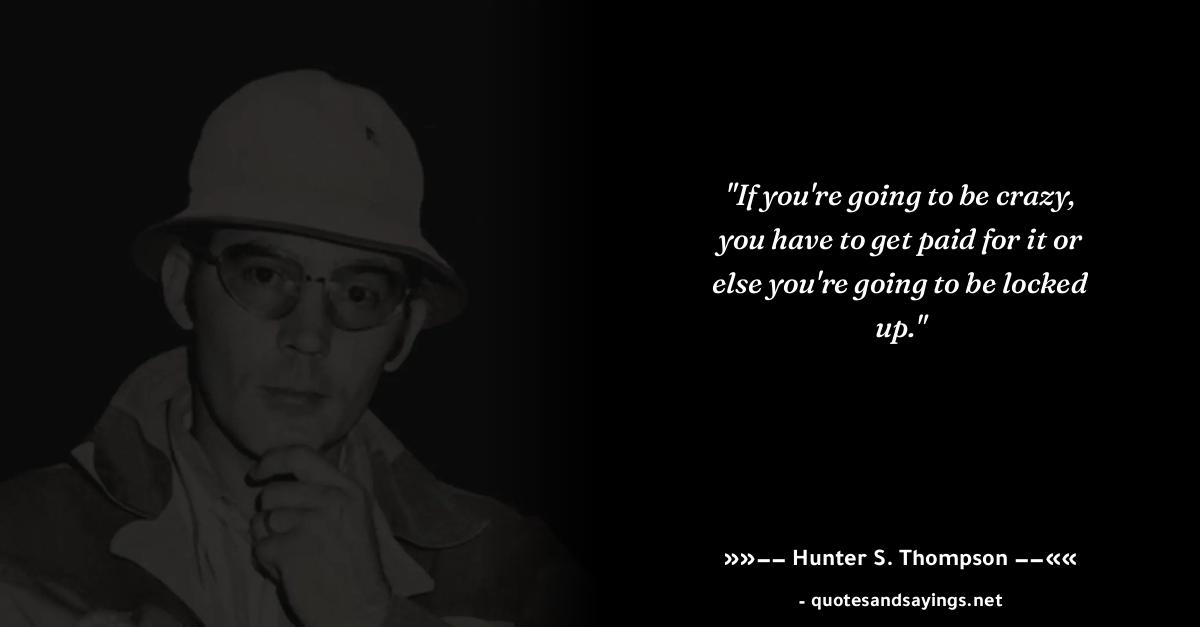 "If you're going to be crazy,
you have to get paid for it or
else you're going to be locked
up."
»»–– Hunter S. Thompson ––««
- quotesandsayings.net